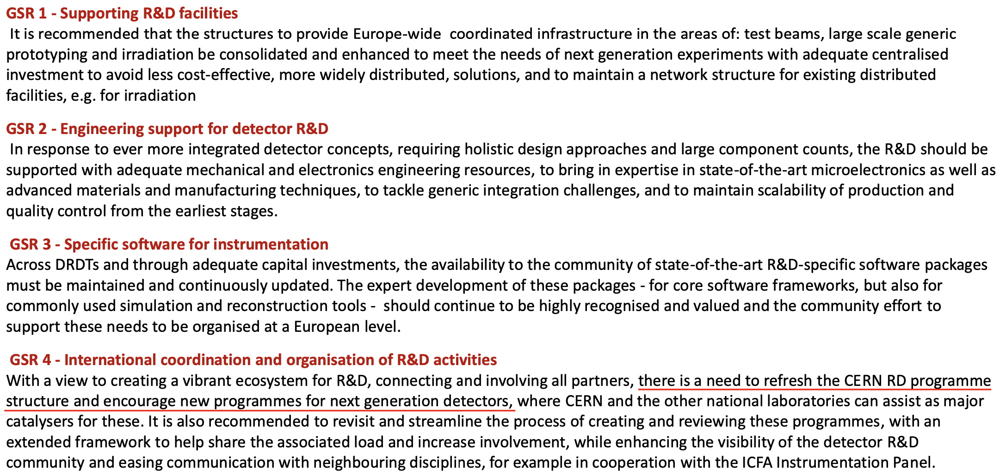 GSR 1 - Supporting R&D facilities
It is recommended that the structures to provide Europe-wide coordinated infrastructure in the areas of: test beams, large scale generic
prototyping and irradiation be consolidated and enhanced to meet the needs of next generation experiments with adequate centralised
investment to avoid less cost-effective, more widely distributed, solutions, and to maintain a network structure for existing distributed
facilities, e.g. for irradiation
GSR 2 - Engineering support for detector R&D
In response to ever more integrated detector concepts, requiring holistic design approaches and large component counts, the R&D should be
supported with adequate mechanical and electronics engineering resources, to bring in expertise in state-of-the-art microelectronics as well as
advanced materials and manufacturing techniques, to tackle generic integration challenges, and to maintain scalability of production and
quality control from the earliest stages.
GSR 3 - Specific software for instrumentation
Across DRDTs and through adequate capital investments, the availability to the community of state-of-the-art R&D-specific software packages
must be maintained and continuously updated. The expert development of these packages - for core software frameworks, but also for
commonly used simulation and reconstruction tools - should continue to be highly recognised and valued and the community effort to
support these needs to be organised at a European level.
GSR 4 - International coordination and organisation of R&D activities
With a view to creating a vibrant ecosystem for R&D, connecting and involving all partners, there is a need to refresh the CERN RD programme
structure and encourage new programmes for next generation detectors, where CERN and the other national laboratories can assist as major
catalysers for these. It is also recommended to revisit and streamline the process of creating and reviewing these programmes, with an
extended framework to help share the associated load and increase involvement, while enhancing the visibility of the detector R&D
community and easing communication with neighbouring disciplines, for example in cooperation with the ICFA Instrumentation Panel.